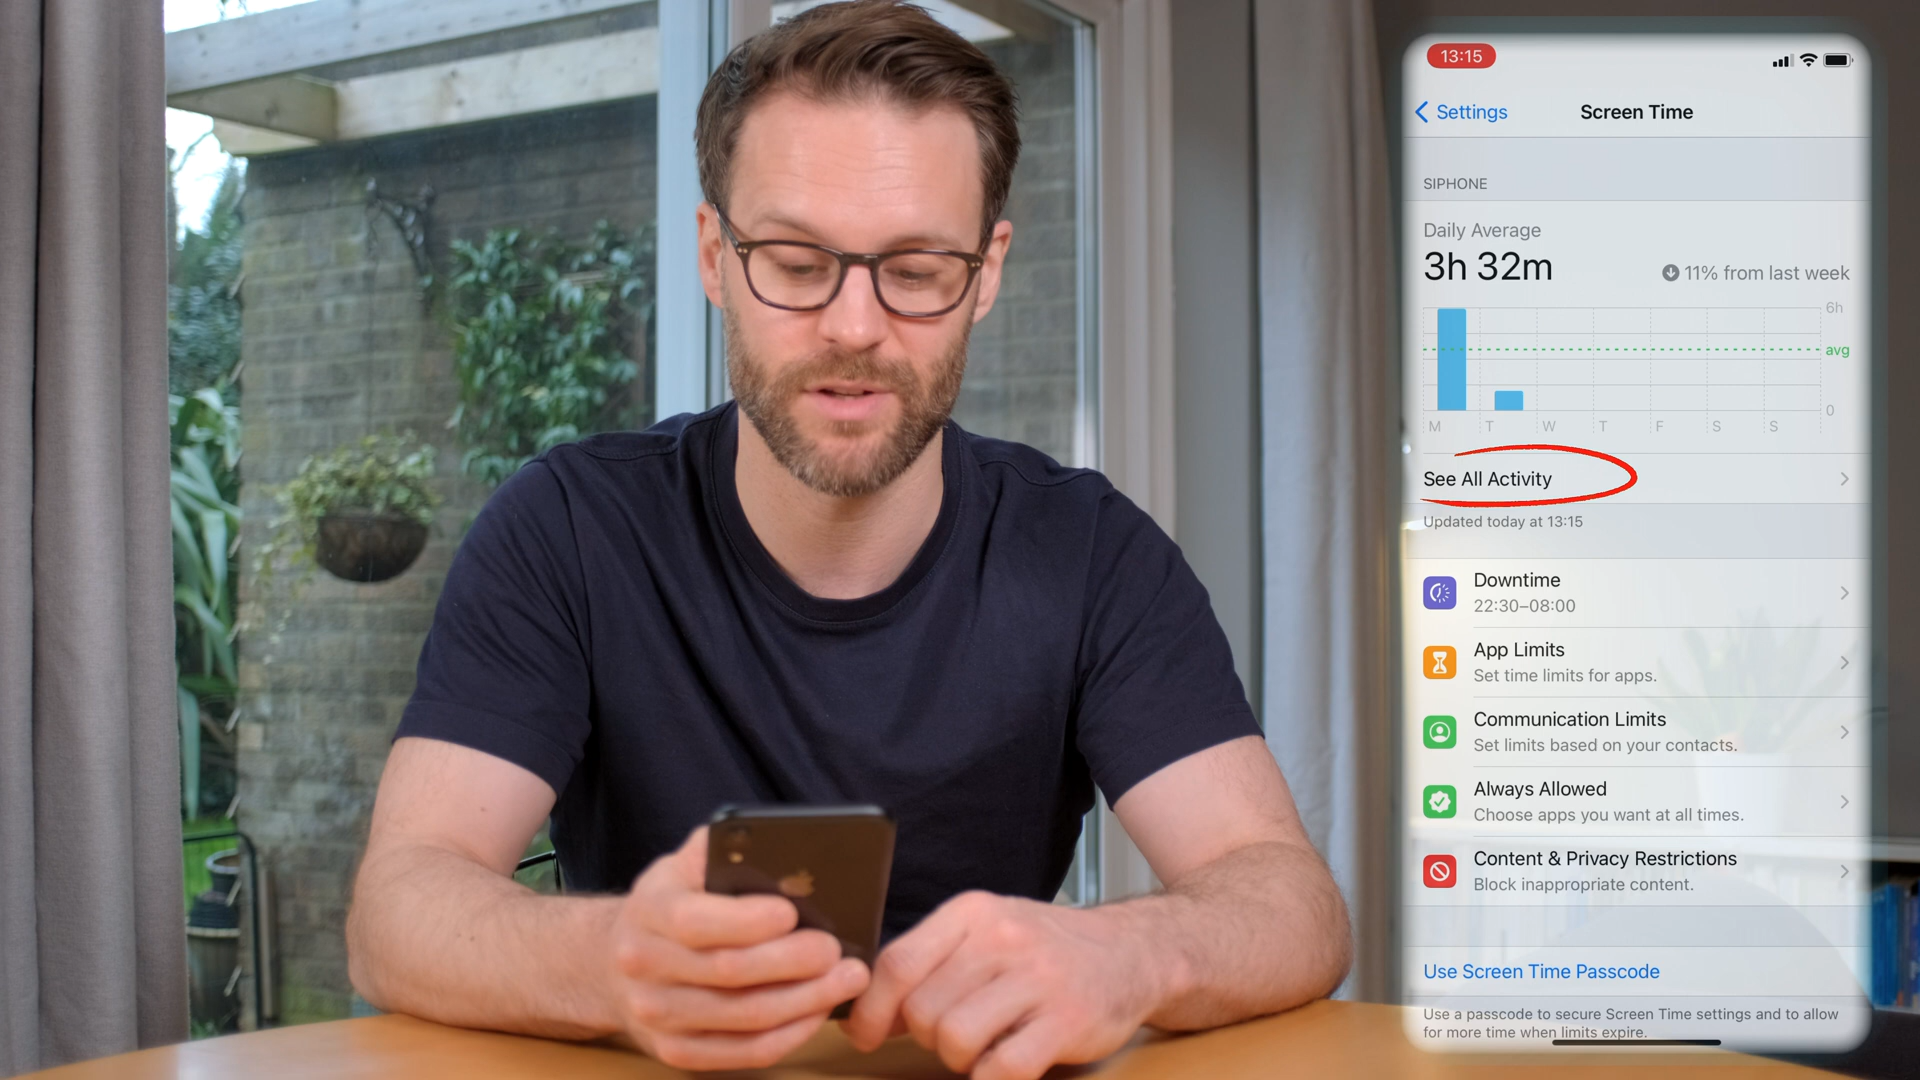 13:15
Settings
Screen Time
SIPHONE
Daily Average
3h 32m
11% from last week
6h
avg
0
M T W T F S S
See All Activity
Updated today at 13:15
Downtime
22:30–08:00
App Limits
Set time limits for apps.
Communication Limits
Set limits based on your contacts.
Always Allowed
Choose apps you want at all times.
Content & Privacy Restrictions
Block inappropriate content.
Use Screen Time Passcode
Use a passcode to secure Screen Time settings and to allow
for more time when limits expire.